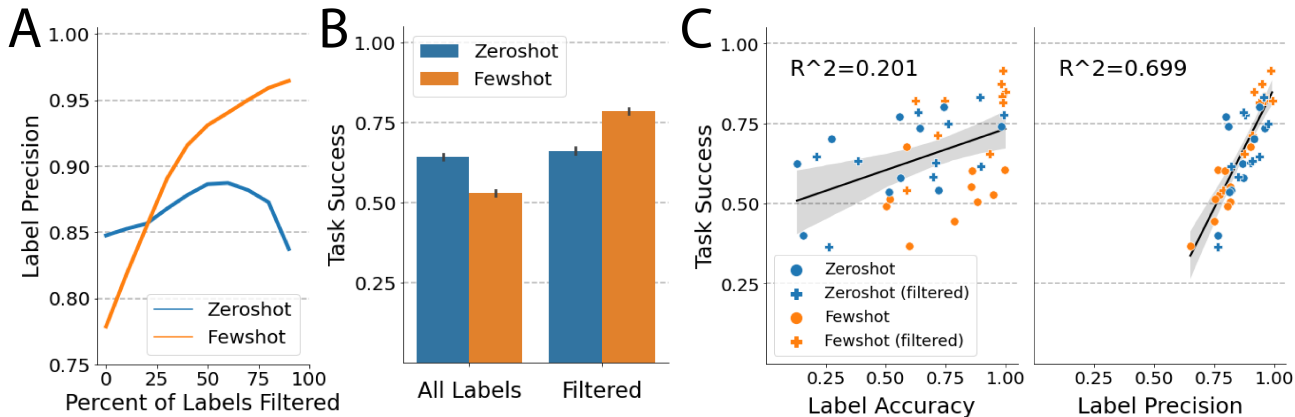 A
1.00
0.95
0.90
0.85
0.80
0.75
Label Precision
0
25
50
75
100
Percent of Labels Filtered
Zeroshot
Fewshot
B
1.00
0.75
0.50
0.25
Task Success
Zeroshot
Fewshot
All Labels
Filtered
C
1.00
0.75
0.50
0.25
Task Success
R^2=0.201
Zeroshot
Zeroshot (filtered)
Fewshot
Fewshot (filtered)
0.25
0.50
0.75
1.00
Label Accuracy
R^2=0.699
0.25
0.50
0.75
1.00
Label Precision